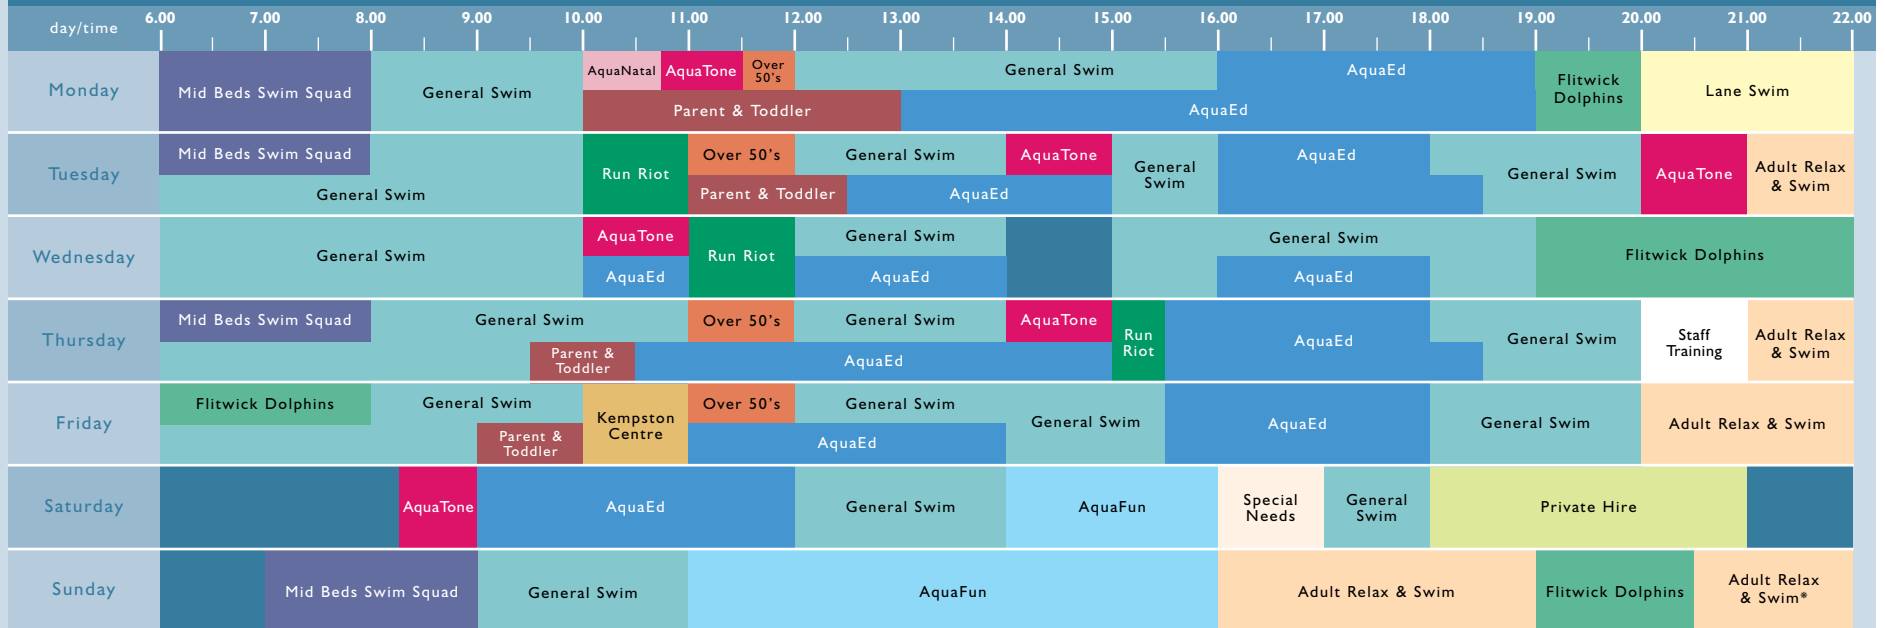 day/time 6.00 7.00 8.00 9.00 10.00 11.00 12.00 13.00 14.00 15.00 16.00 17.00 18.00 19.00 20.00 21.00 22.00
Monday
Mid Beds Swim Squad
General Swim
AquaNatal
AquaTone
Over
50's
General Swim
AquaEd
Parent & Toddler
AquaEd
Flitwick
Dolphins
Lane Swim
Tuesday
Mid Beds Swim Squad
General Swim
Run Riot
Over 50's
General Swim
AquaTone
Parent & Toddler
AquaEd
General
Swim
AquaEd
General Swim
AquaTone
Adult Relax
& Swim
Wednesday
General Swim
AquaTone
AquaEd
Run Riot
General Swim
AquaEd
General Swim
AquaEd
Flitwick Dolphins
Thursday
Mid Beds Swim Squad
General Swim
Parent &
Toddler
Over 50's
General Swim
AquaTone
AquaEd
Run
Riot
AquaEd
General Swim
Staff
Training
Adult Relax
& Swim
Friday
Flitwick Dolphins
General Swim
Parent &
Toddler
Kempston
Centre
Over 50's
General Swim
AquaEd
General Swim
AquaEd
General Swim
Adult Relax & Swim
Saturday
AquaTone
AquaEd
General Swim
AquaFun
Special
Needs
General
Swim
Private Hire
Sunday
Mid Beds Swim Squad
General Swim
AquaFun
Adult Relax & Swim
Flitwick Dolphins
Adult Relax
& Swim*